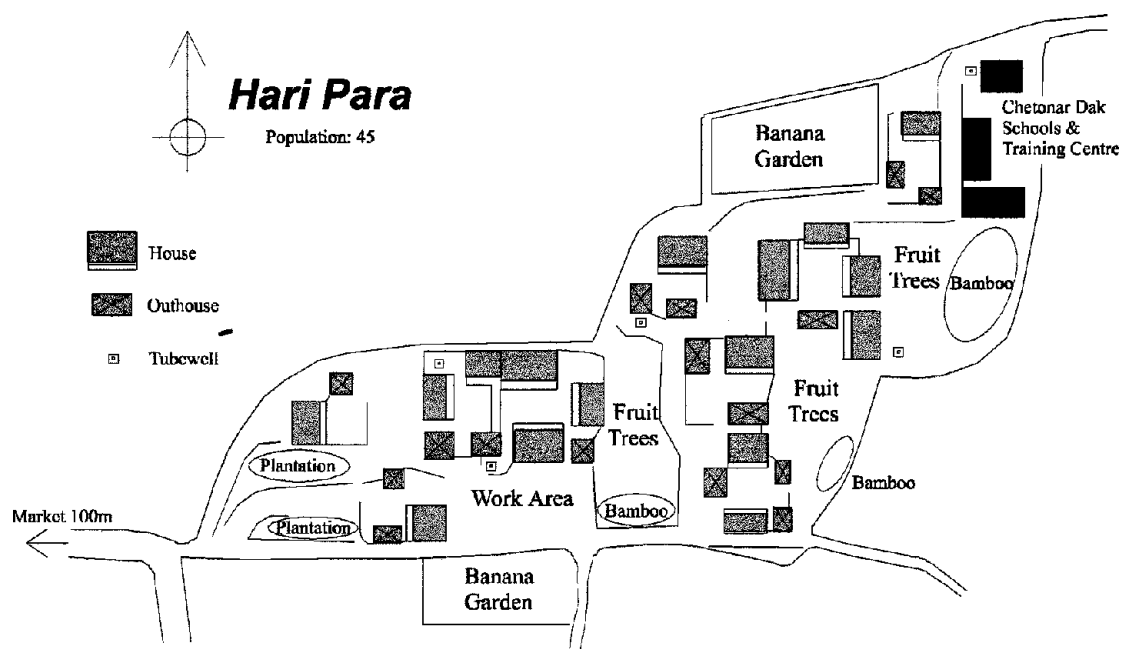 Hari Para
Population: 45
House
Outhouse
Tubewell
Banana
Garden
Chetonar Dak
Schools &
Training Centre
Fruit
Trees
Bamboo
Fruit
Trees
Fruit
Trees
Bamboo
Plantation
Work Area
Bamboo
Plantation
Market 100m
Banana
Garden